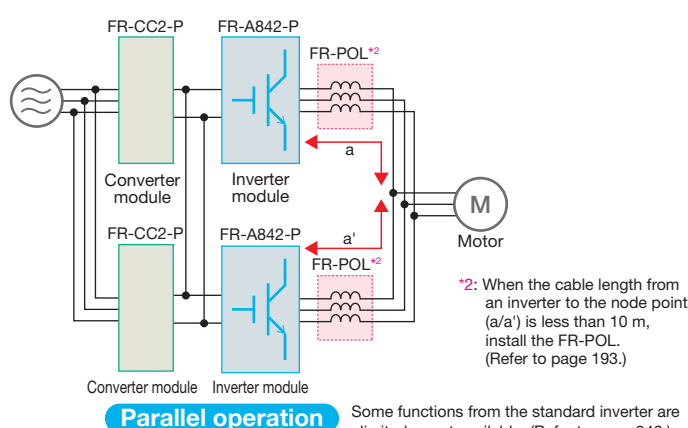 FR-CC2-P
FR-A842-P
FR-POL*2
a
Converter
module
Inverter
module
M
Motor
FR-CC2-P
FR-A842-P
a'
FR-POL*2
*2: When the cable length from
an inverter to the node point
(a/a') is less than 10 m,
install the FR-POL.
(Refer to page 193.)
Converter module
Inverter module
Parallel operation
Some functions from the standard inverter are